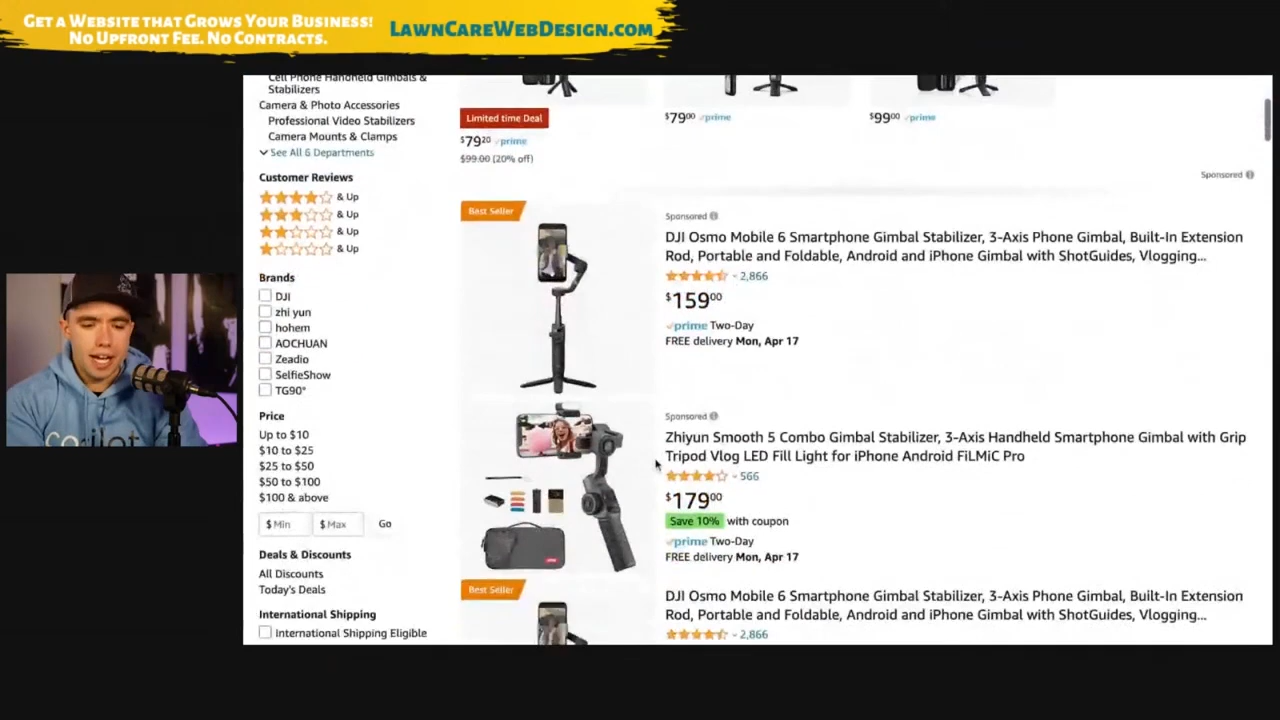 Get a Website that Grows Your Business!
No Upfront Fee. No Contracts.
LawnCareWebDesign.com
Cell Phone Handheld Gimbals &
Stabilizers
Camera & Photo Accessories
Professional Video Stabilizers
Camera Mounts & Clamps
See All 6 Departments
Customer Reviews
& Up
& Up
& Up
& Up
Brands
DJI
zhi yun
hohem
AOCHUAN
Zeadio
SelfieShow
TG90°
Price
Up to $10
$10 to $25
$25 to $50
$50 to $100
$100 & above
$ Min
$ Max
Go
Deals & Discounts
All Discounts
Today's Deals
International Shipping
International Shipping Eligible
Limited time Deal
$7920 prime
$99.00 (20% off)
$7900 prime
$9900 prime
Sponsored
Best Seller
Sponsored
DJI Osmo Mobile 6 Smartphone Gimbal Stabilizer, 3-Axis Phone Gimbal, Built-In Extension
Rod, Portable and Foldable, Android and iPhone Gimbal with ShotGuides, Vlogging...
2,866
$15900
prime Two-Day
FREE delivery Mon, Apr 17
Sponsored
Zhiyun Smooth 5 Combo Gimbal Stabilizer, 3-Axis Handheld Smartphone Gimbal with Grip
Tripod Vlog LED Fill Light for iPhone Android FiLMiC Pro
566
$17900
Save 10% with coupon
prime Two-Day
FREE delivery Mon, Apr 17
Best Seller
DJI Osmo Mobile 6 Smartphone Gimbal Stabilizer, 3-Axis Phone Gimbal, Built-In Extension
Rod, Portable and Foldable, Android and iPhone Gimbal with ShotGuides, Vlogging...
2,866